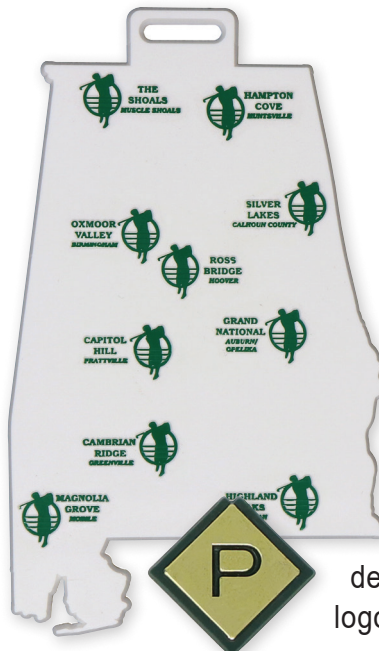 THE
SHOALS
MUSCLE SHOALS
HAMPTON
COVE
HUNTSVILLE
SILVER
LAKES
CALHOUN COUNTY
OXMOOR
VALLEY
BIRMINGHAM
ROSS
BRIDGE
HOOVER
GRAND
NATIONAL
AUBURN/
OPELIKA
CAPITOL
HILL
PRATTVILLE
CAMBRIAN
RIDGE
GREENVILLE
MAGNOLIA
GROVE
MOBILE
HIGHLAND
P
de
logo